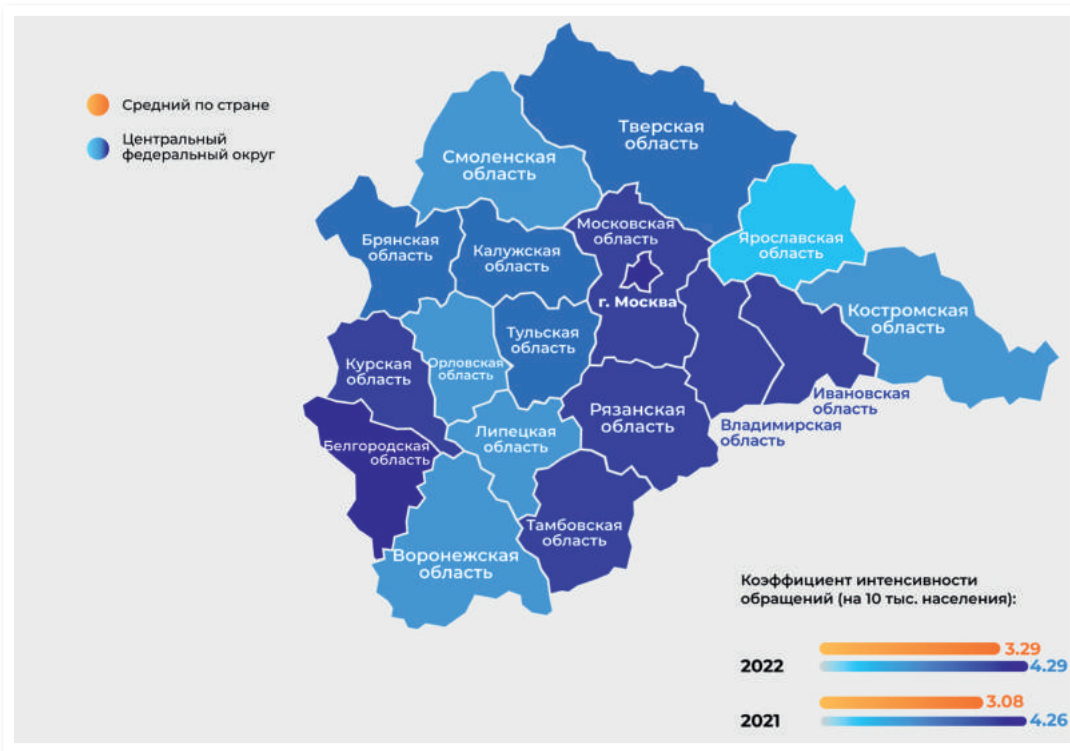 Средний по стране
Центральный
федеральный округ
Тверская
область
Смоленская
область
Московская
область
Ярославская
область
Брянская
область
Калужская
область
г. Москва
Костромская
область
Тульская
область
Курская
область
Орловская
область
Ивановская
область
Рязанская
область
Владимирская
область
Липецкая
область
Белгородская
область
Тамбовская
область
Воронежская
область
Коэффициент интенсивности
обращений (на 10 тыс. населения):
2022
3.29
4.29
2021
3.08
4.26